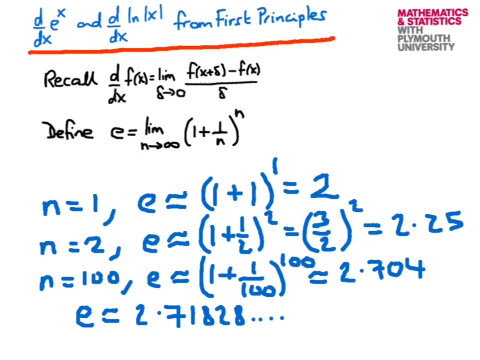 d/dx e^x and d/dx ln|x| from First Principles
MATHEMATICS
& STATISTICS
WITH
PLYMOUTH
UNIVERSITY
Recall d/dx f(x) = lim δ→0 (f(x+δ) - f(x))/δ
Define e = lim n→∞ (1 + 1/n)^n
n = 1, e ≃ (1 + 1)^1 = 2
n = 2, e ≃ (1 + 1/2)^2 = (3/2)^2 = 2·25
n = 100, e ≃ (1 + 1/100)^100 ≃ 2·704
e ≃ 2·71828....